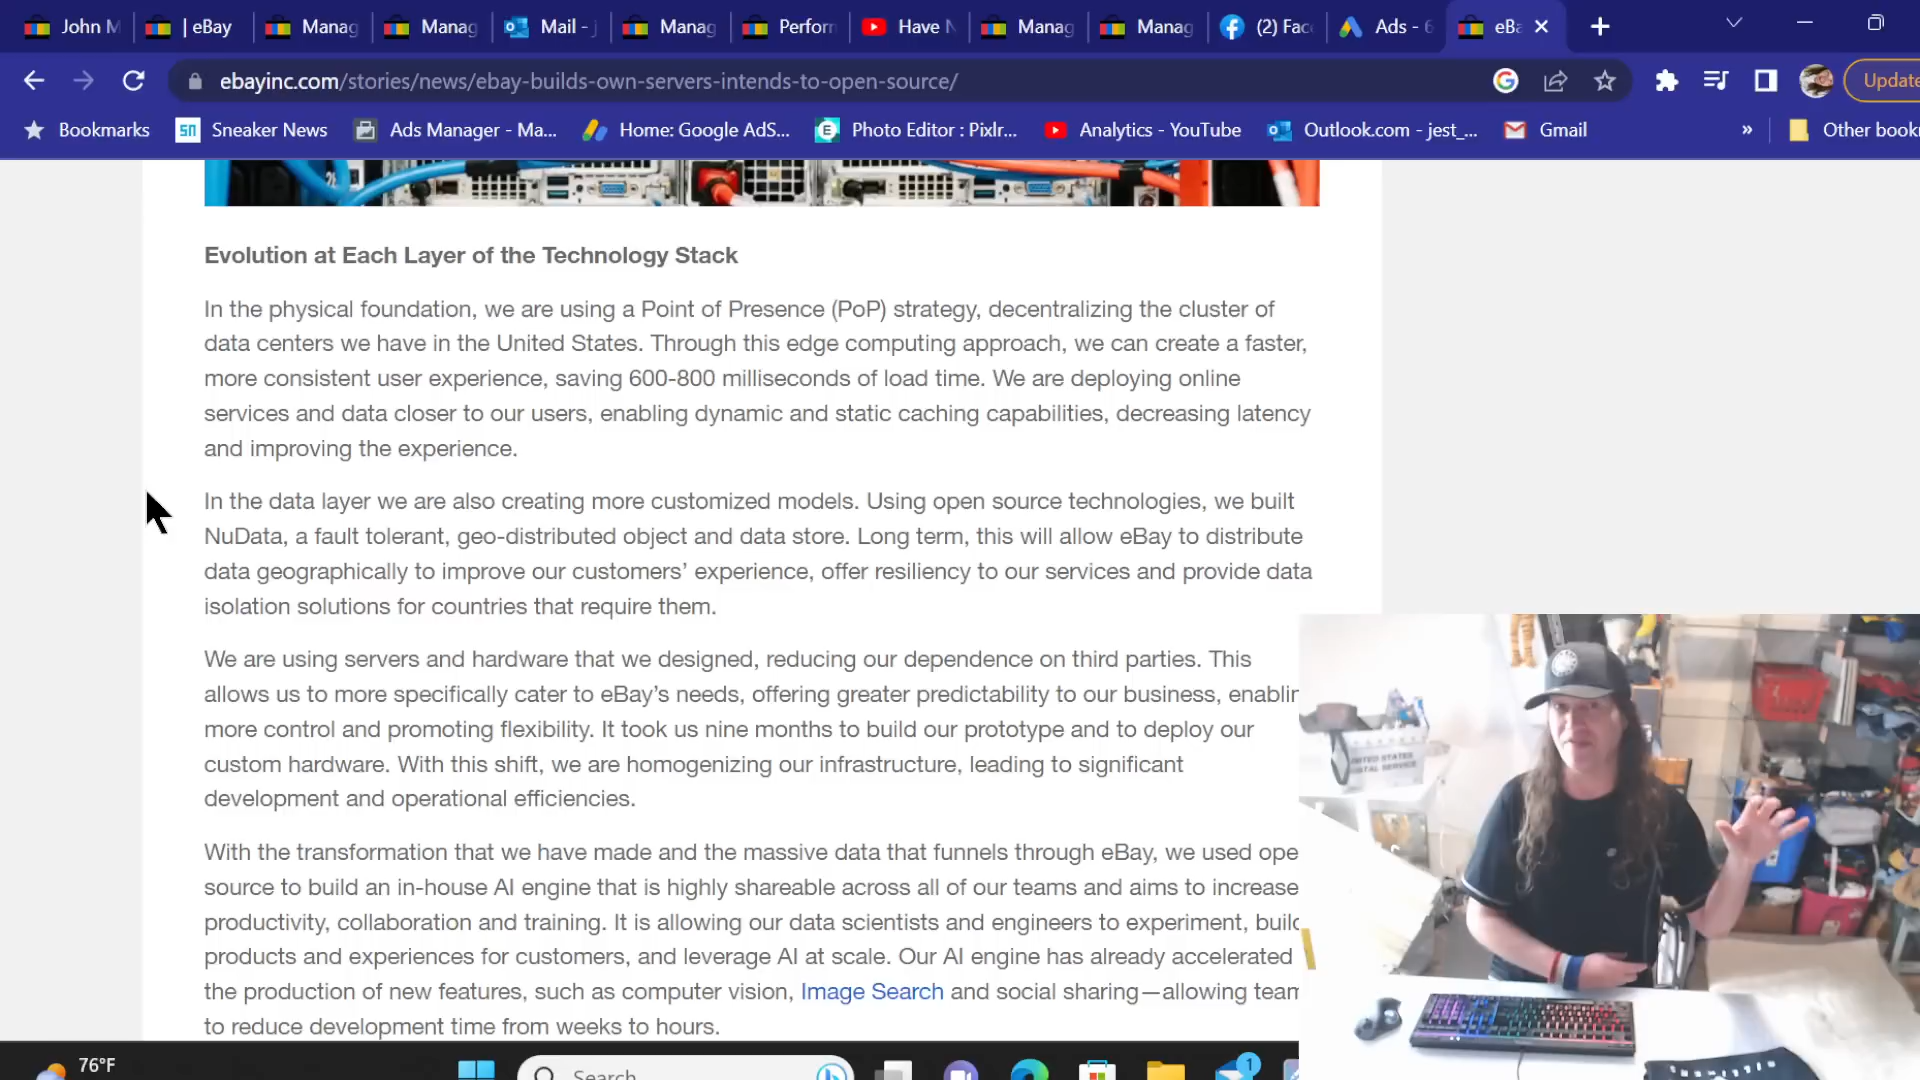 John M
| eBay
Manag
Manag
Mail - j
Manag
Perforn
Have N
Manag
Manag
(2) Fac
Ads - 6
eBa
ebayinc.com/stories/news/ebay-builds-own-servers-intends-to-open-source/
Update
Bookmarks
SN
Sneaker News
Ads Manager - Ma...
Home: Google AdS...
Photo Editor : Pixlr...
Analytics - YouTube
Outlook.com - jest_...
Gmail
»
Other book
Evolution at Each Layer of the Technology Stack
In the physical foundation, we are using a Point of Presence (PoP) strategy, decentralizing the cluster of
data centers we have in the United States. Through this edge computing approach, we can create a faster,
more consistent user experience, saving 600-800 milliseconds of load time. We are deploying online
services and data closer to our users, enabling dynamic and static caching capabilities, decreasing latency
and improving the experience.
In the data layer we are also creating more customized models. Using open source technologies, we built
NuData, a fault tolerant, geo-distributed object and data store. Long term, this will allow eBay to distribute
data geographically to improve our customers’ experience, offer resiliency to our services and provide data
isolation solutions for countries that require them.
We are using servers and hardware that we designed, reducing our dependence on third parties. This
allows us to more specifically cater to eBay’s needs, offering greater predictability to our business, enablin
more control and promoting flexibility. It took us nine months to build our prototype and to deploy our
custom hardware. With this shift, we are homogenizing our infrastructure, leading to significant
development and operational efficiencies.
With the transformation that we have made and the massive data that funnels through eBay, we used ope
source to build an in-house AI engine that is highly shareable across all of our teams and aims to increase
productivity, collaboration and training. It is allowing our data scientists and engineers to experiment, build
products and experiences for customers, and leverage AI at scale. Our AI engine has already accelerated
the production of new features, such as computer vision, Image Search and social sharing—allowing team
to reduce development time from weeks to hours.
UNITED STATES
POSTAL SERVICE
76°F
Search
1